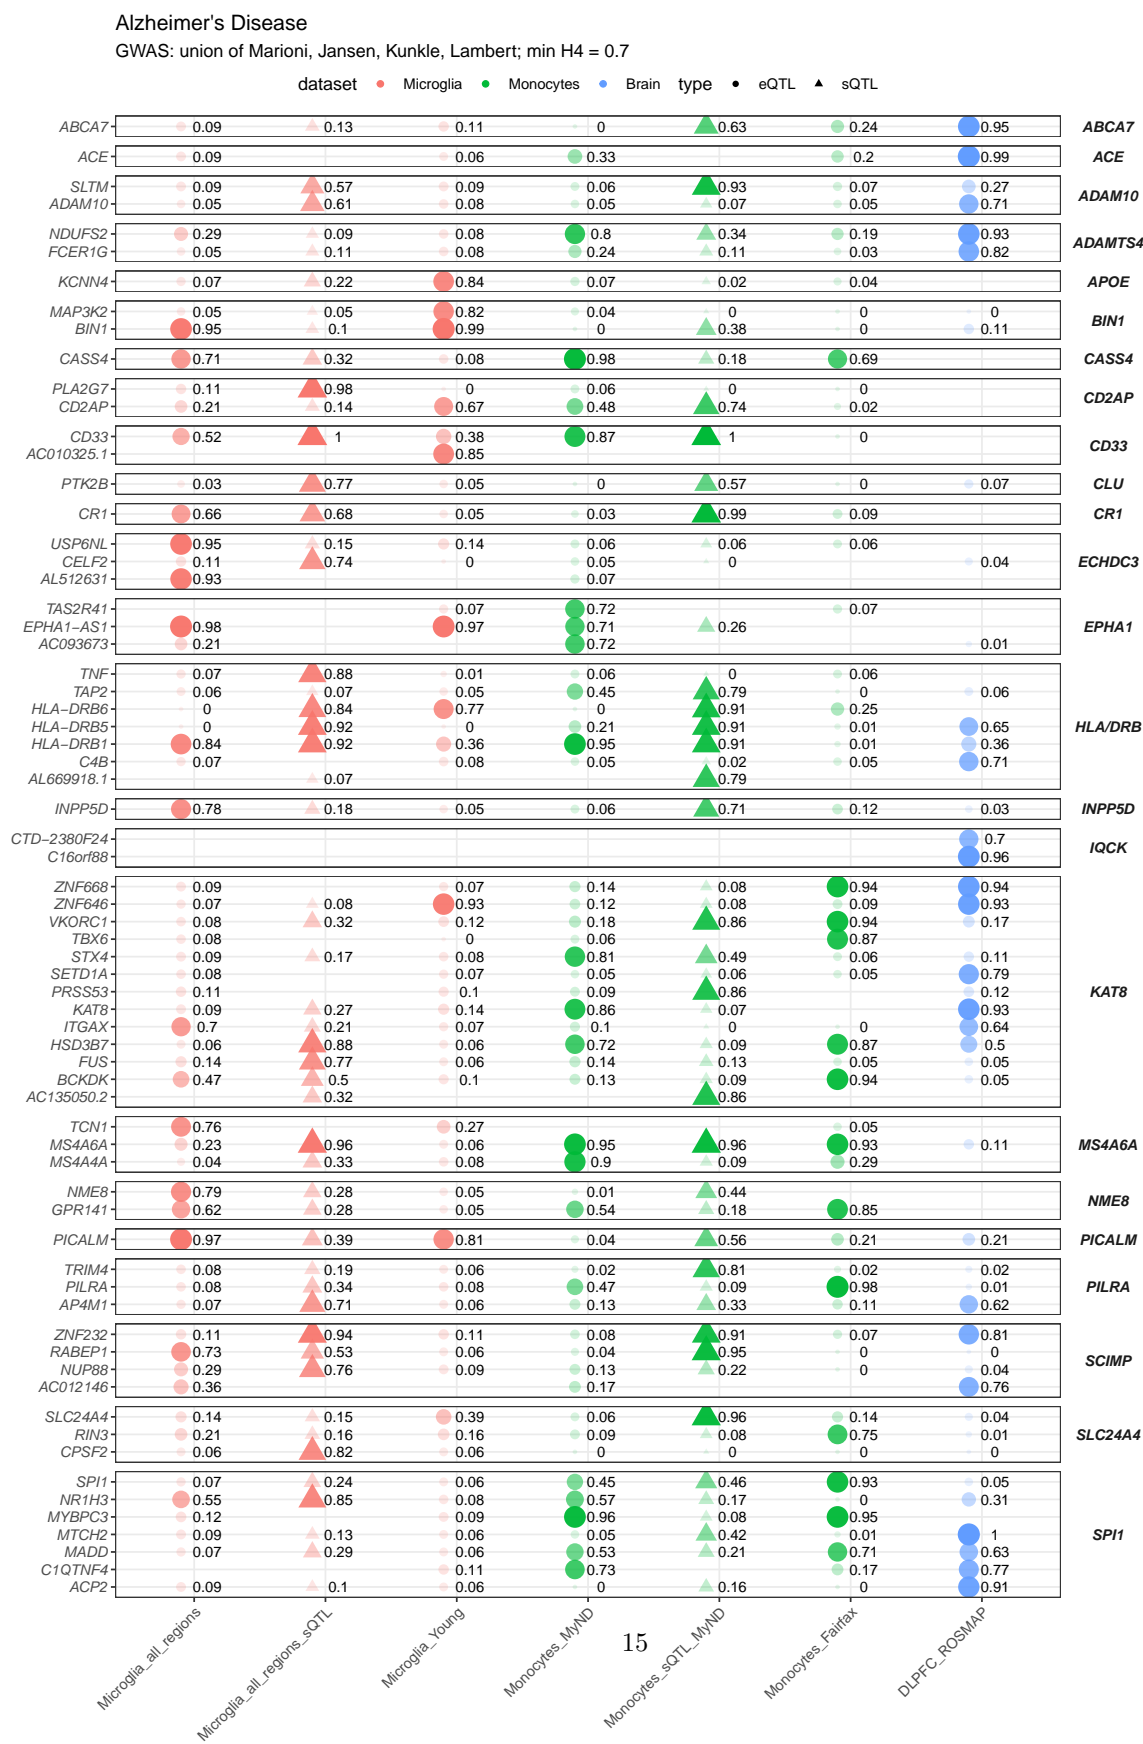 Alzheimer's Disease
GWAS: union of Marioni, Jansen, Kunkle, Lambert; min H4 = 0.7
dataset Microglia Monocytes Brain type eQTL sQTL
ABCA7 0.09 0.13 0.11 0 0.63 0.24 0.95 ABCA7
ACE 0.09 0.06 0.33 0.2 0.99 ACE
SLTM 0.09 0.57 0.09 0.06 0.93 0.07 0.27
ADAM10
ADAM10 0.05 0.61 0.08 0.05 0.07 0.05 0.71
NDUFS2 0.29 0.09 0.08 0.8 0.34 0.19 0.93
ADAMTS4
FCER1G 0.05 0.11 0.08 0.24 0.11 0.03 0.82
KCNN4 0.07 0.22 0.84 0.07 0.02 0.04 APOE
MAP3K2 0.05 0.05 0.82 0.04 0 0 0
BIN1
BIN1 0.95 0.1 0.99 0 0.38 0 0.11
CASS4 0.71 0.32 0.08 0.98 0.18 0.69 CASS4
PLA2G7 0.11 0.98 0 0.06 0 0
CD2AP
CD2AP 0.21 0.14 0.67 0.48 0.74 0.02
CD33 0.52 1 0.38 0.87 1 0
CD33
AC010325.1 0.85
PTK2B 0.03 0.77 0.05 0 0.57 0 0.07 CLU
CR1 0.66 0.68 0.05 0.03 0.99 0.09 CR1
USP6NL 0.95 0.15 0.14 0.06 0.06 0.06
CELF2 0.11 0.74 0 0.05 0 0.04 ECHDC3
AL512631 0.93 0.07
TAS2R41 0.07 0.72 0.07
EPHA1−AS1 0.98 0.97 0.71 0.26 EPHA1
AC093673 0.21 0.72 0.01
TNF 0.07 0.88 0.01 0.06 0 0.06
TAP2 0.06 0.07 0.05 0.45 0.79 0 0.06
HLA−DRB6 0 0.84 0.77 0 0.91 0.25
HLA−DRB5 0 0.92 0 0.21 0.91 0.01 0.65 HLA/DRB
HLA−DRB1 0.84 0.92 0.36 0.95 0.91 0.01 0.36
C4B 0.07 0.08 0.05 0.02 0.05 0.71
AL669918.1 0.07 0.79
INPP5D 0.78 0.18 0.05 0.06 0.71 0.12 0.03 INPP5D
CTD−2380F24 0.7
IQCK
C16orf88 0.96
ZNF668 0.09 0.07 0.14 0.08 0.94 0.94
ZNF646 0.07 0.08 0.93 0.12 0.08 0.09 0.93
VKORC1 0.08 0.32 0.12 0.18 0.86 0.94 0.17
TBX6 0.08 0 0.06 0.87
STX4 0.09 0.17 0.08 0.81 0.49 0.06 0.11
SETD1A 0.08 0.07 0.05 0.06 0.05 0.79
PRSS53 0.11 0.1 0.09 0.86 0.12 KAT8
KAT8 0.09 0.27 0.14 0.86 0.07 0.93
ITGAX 0.7 0.21 0.07 0.1 0 0 0.64
HSD3B7 0.06 0.88 0.06 0.72 0.09 0.87 0.5
FUS 0.14 0.77 0.06 0.14 0.13 0.05 0.05
BCKDK 0.47 0.5 0.1 0.13 0.09 0.94 0.05
AC135050.2 0.32 0.86
TCN1 0.76 0.27 0.05
MS4A6A 0.23 0.96 0.06 0.95 0.96 0.93 0.11 MS4A6A
MS4A4A 0.04 0.33 0.08 0.9 0.09 0.29
NME8 0.79 0.28 0.05 0.01 0.44
NME8
GPR141 0.62 0.28 0.05 0.54 0.18 0.85
PICALM 0.97 0.39 0.81 0.04 0.56 0.21 0.21 PICALM
TRIM4 0.08 0.19 0.06 0.02 0.81 0.02 0.02
PILRA 0.08 0.34 0.08 0.47 0.09 0.98 0.01 PILRA
AP4M1 0.07 0.71 0.06 0.13 0.33 0.11 0.62
ZNF232 0.11 0.94 0.11 0.08 0.91 0.07 0.81
RABEP1 0.73 0.53 0.06 0.04 0.95 0 0
SCIMP
NUP88 0.29 0.76 0.09 0.13 0.22 0 0.04
AC012146 0.36 0.17 0.76
SLC24A4 0.14 0.15 0.39 0.06 0.96 0.14 0.04
RIN3 0.21 0.16 0.16 0.09 0.08 0.75 0.01 SLC24A4
CPSF2 0.06 0.82 0.06 0 0 0 0
SPI1 0.07 0.24 0.06 0.45 0.46 0.93 0.05
NR1H3 0.55 0.85 0.08 0.57 0.17 0 0.31
MYBPC3 0.12 0.09 0.96 0.08 0.95
MTCH2 0.09 0.13 0.06 0.05 0.42 0.01 1 SPI1
MADD 0.07 0.29 0.06 0.53 0.21 0.71 0.63
C1QTNF4 0.11 0.73 0.17 0.77
ACP2 0.09 0.1 0.06 0 0.16 0 0.91
Microglia_all_regions
Microglia_all_regions_sQTL
Microglia_Young
Monocytes_MyND
Monocytes_sQTL_MyND
Monocytes_Fairfax
DLPFC_ROSMAP
15